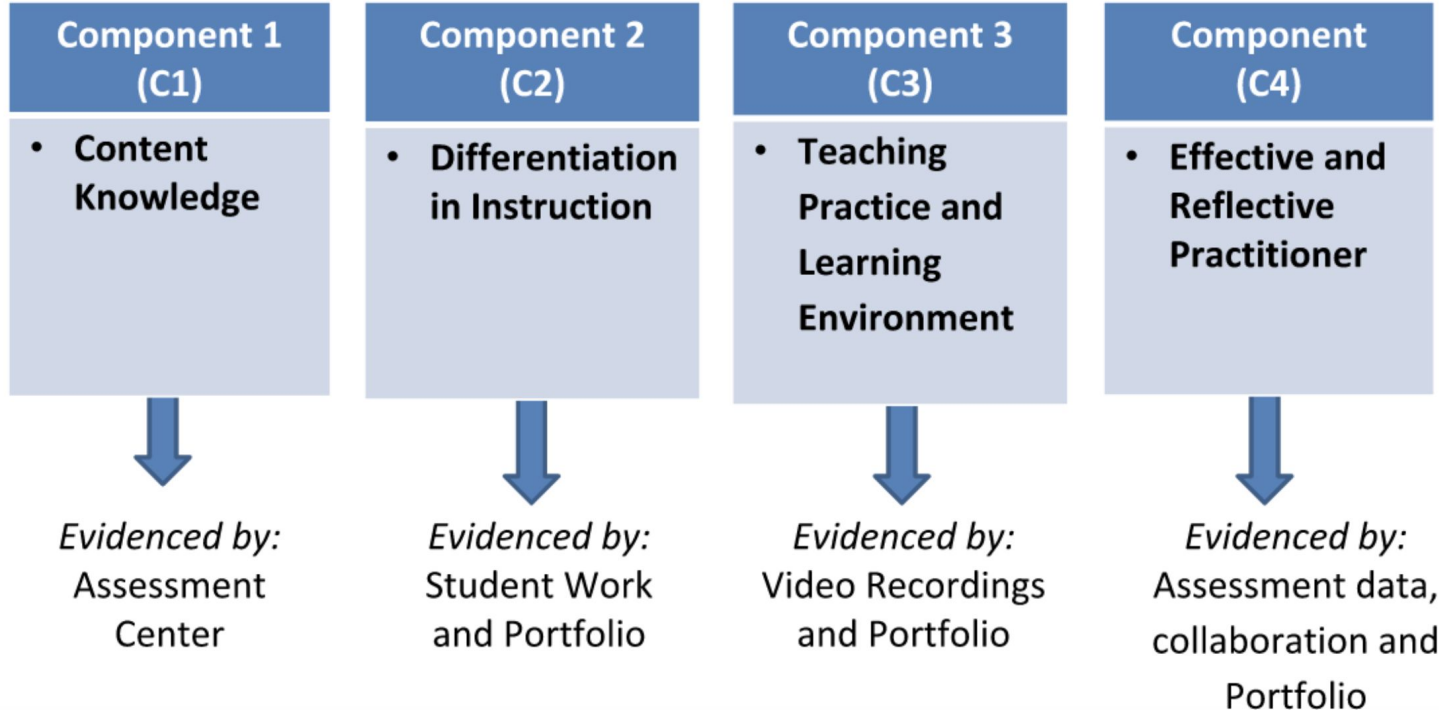 Component 1
(C1)
• Content
Knowledge
Evidenced by:
Assessment
Center
Component 2
(C2)
• Differentiation
in Instruction
Evidenced by:
Student Work
and Portfolio
Component 3
(C3)
• Teaching
Practice and
Learning
Environment
Evidenced by:
Video Recordings
and Portfolio
Component
(C4)
• Effective and
Reflective
Practitioner
Evidenced by:
Assessment data,
collaboration and
Portfolio